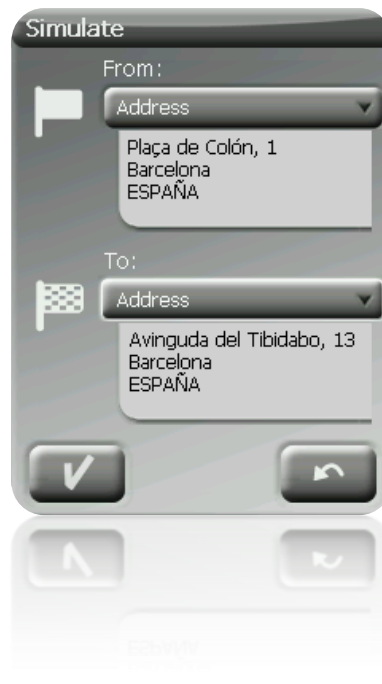 Simulate
From:
Address
Plaça de Colón, 1
Barcelona
ESPAÑA
To:
Address
Avinguda del Tibidabo, 13
Barcelona
ESPAÑA